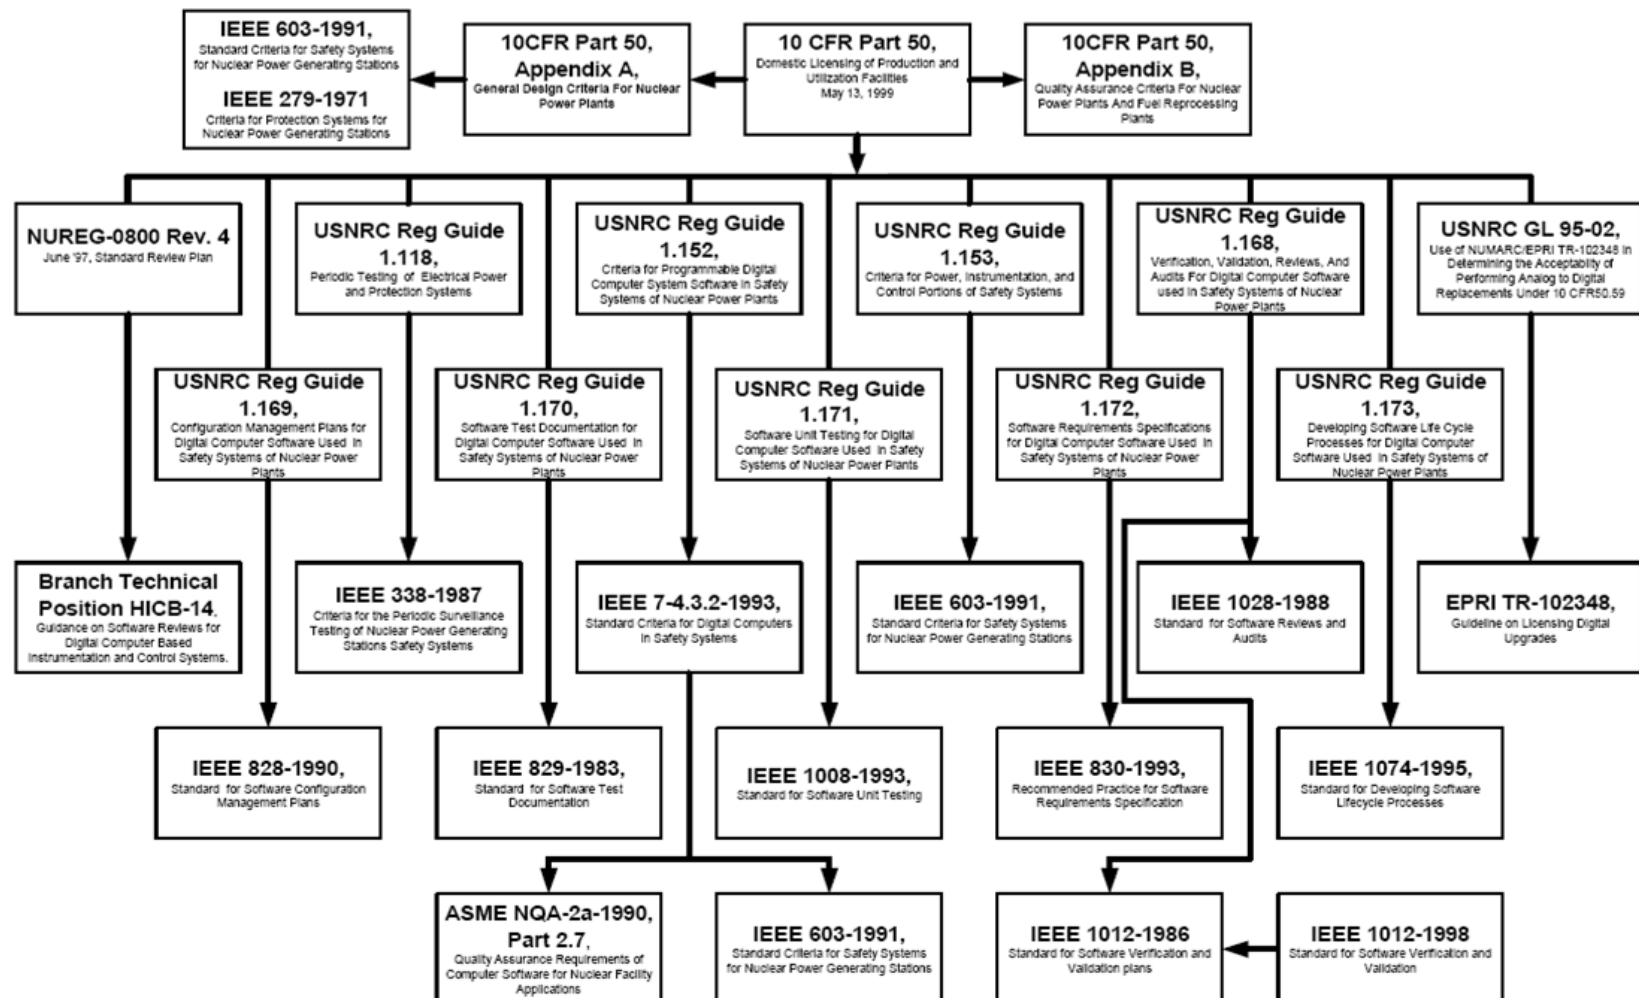 IEEE 603-1991,
Standard Criteria for Safety Systems
for Nuclear Power Generating Stations
IEEE 279-1971
Criteria for Protection Systems for
Nuclear Power Generating Stations
10CFR Part 50,
Appendix A,
General Design Criteria For Nuclear
Power Plants
10 CFR Part 50,
Domestic Licensing of Production and
Utilization Facilities
May 13, 1999
10CFR Part 50,
Appendix B,
Quality Assurance Criteria For Nuclear
Power Plants And Fuel Reprocessing
Plants
NUREG-0800 Rev. 4
June '97, Standard Review Plan
USNRC Reg Guide
1.118,
Periodic Testing of Electrical Power
and Protection Systems
USNRC Reg Guide
1.152,
Criteria for Programmable Digital
Computer System Software in Safety
Systems of Nuclear Power Plants
USNRC Reg Guide
1.153,
Criteria for Power, Instrumentation, and
Control Portions of Safety Systems
USNRC Reg Guide
1.168,
Verification, Validation, Reviews, And
Audits For Digital Computer Software
used in Safety Systems of Nuclear
Power Plants
USNRC GL 95-02,
Use of NUMARC/EPRI TR-102348 in
Determining the Acceptability of
Performing Analog to Digital
Replacements Under 10 CFR50.59
USNRC Reg Guide
1.169,
Configuration Management Plans for
Digital Computer Software Used In
Safety Systems of Nuclear Power
Plants
USNRC Reg Guide
1.170,
Software Test Documentation for
Digital Computer Software Used In
Safety Systems of Nuclear Power
Plants
USNRC Reg Guide
1.171,
Software Unit Testing for Digital
Computer Software Used In Safety
Systems of Nuclear Power Plants
USNRC Reg Guide
1.172,
Software Requirements Specifications
for Digital Computer Software Used In
Safety Systems of Nuclear Power
Plants
USNRC Reg Guide
1.173,
Developing Software Life Cycle
Processes for Digital Computer
Software Used In Safety Systems of
Nuclear Power Plants
Branch Technical
Position HICB-14,
Guidance on Software Reviews for
Digital Computer Based
Instrumentation and Control Systems.
IEEE 338-1987
Criteria for the Periodic Surveillance
Testing of Nuclear Power Generating
Stations Safety Systems
IEEE 7-4.3.2-1993,
Standard Criteria for Digital Computers
in Safety Systems
IEEE 603-1991,
Standard Criteria for Safety Systems
for Nuclear Power Generating Stations
IEEE 1028-1988
Standard for Software Reviews and
Audits
EPRI TR-102348,
Guideline on Licensing Digital
Upgrades
IEEE 828-1990,
Standard for Software Configuration
Management Plans
IEEE 829-1983,
Standard for Software Test
Documentation
IEEE 1008-1993,
Standard for Software Unit Testing
IEEE 830-1993,
Recommended Practice for Software
Requirements Specification
IEEE 1074-1995,
Standard for Developing Software
Lifecycle Processes
ASME NQA-2a-1990,
Part 2.7,
Quality Assurance Requirements of
Computer Software for Nuclear Facility
Applications
IEEE 603-1991,
Standard Criteria for Safety Systems
for Nuclear Power Generating Stations
IEEE 1012-1986
Standard for Software Verification and
Validation plans
IEEE 1012-1998
Standard for Software Verification and
Validation